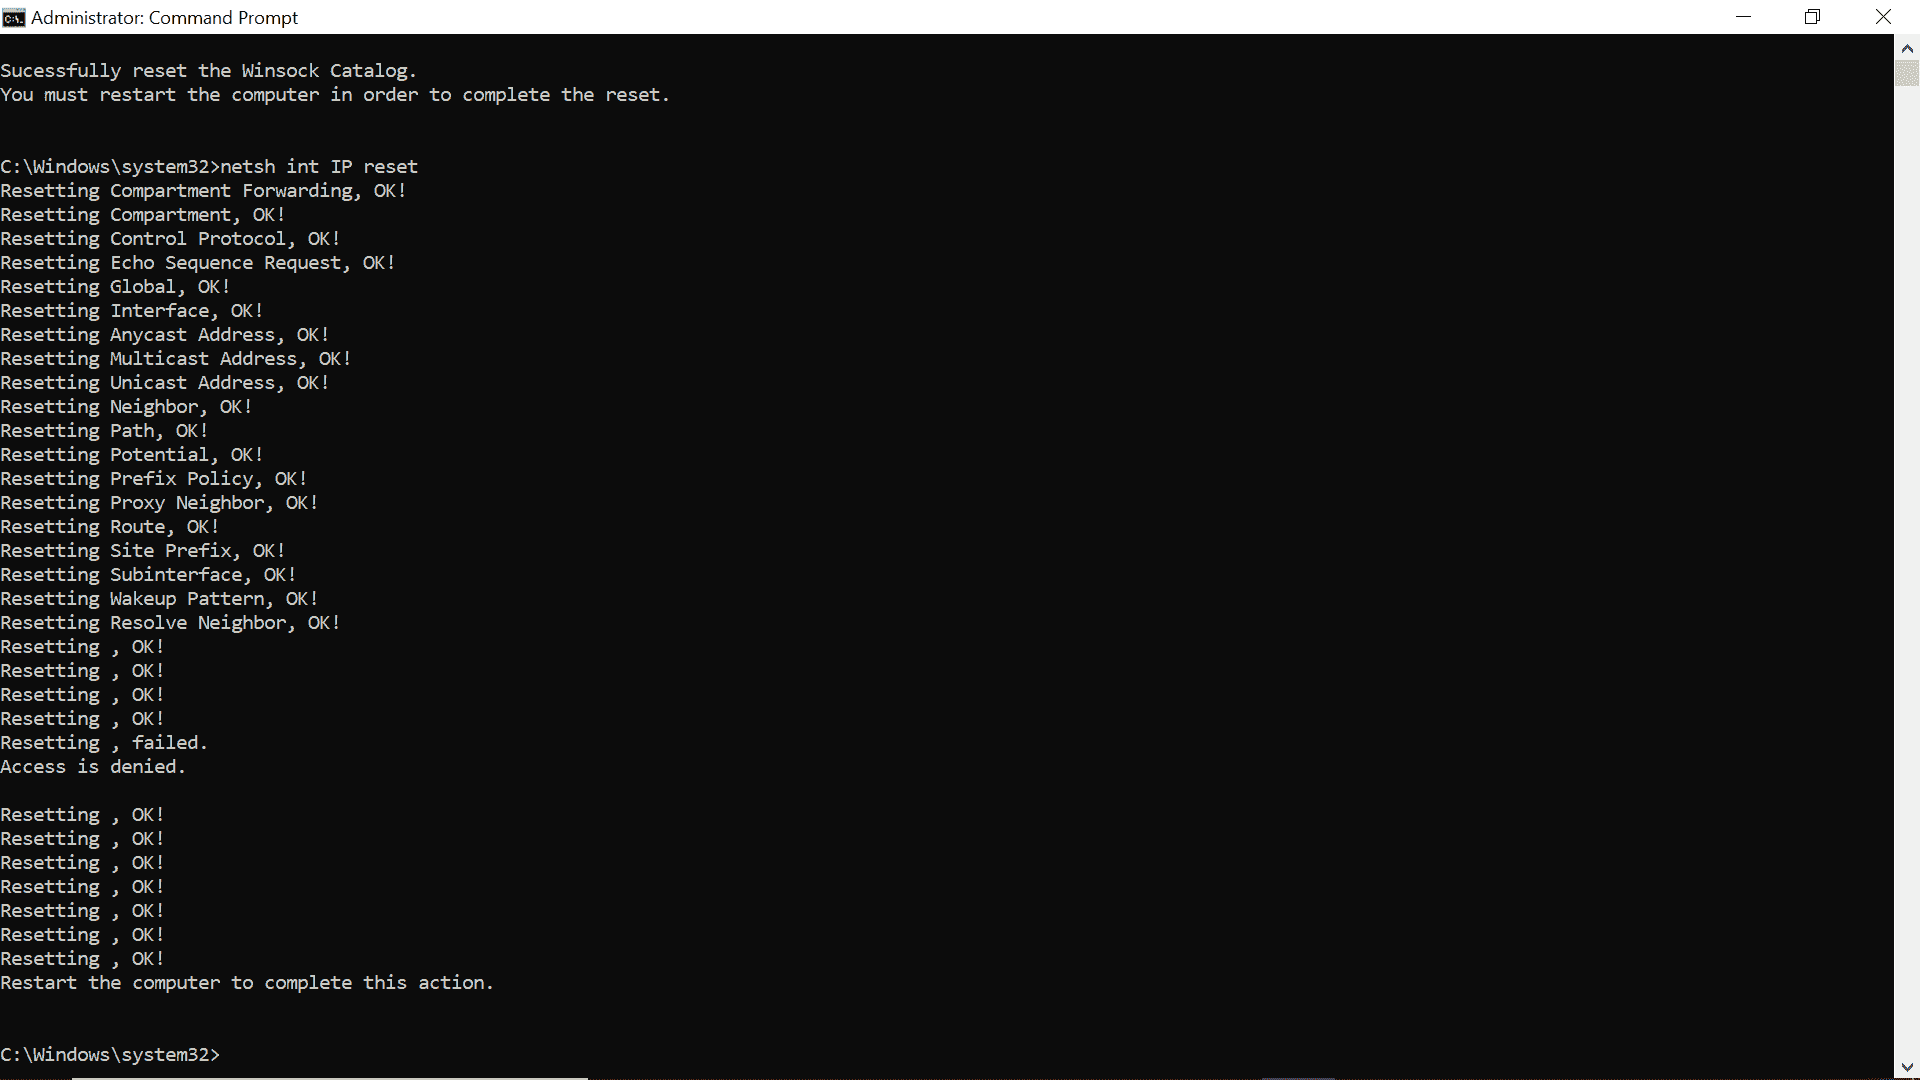 Administrator: Command Prompt
Sucessfully reset the Winsock Catalog.
You must restart the computer in order to complete the reset.
C:\Windows\system32>netsh int IP reset
Resetting Compartment Forwarding, OK!
Resetting Compartment, OK!
Resetting Control Protocol, OK!
Resetting Echo Sequence Request, OK!
Resetting Global, OK!
Resetting Interface, OK!
Resetting Anycast Address, OK!
Resetting Multicast Address, OK!
Resetting Unicast Address, OK!
Resetting Neighbor, OK!
Resetting Path, OK!
Resetting Potential, OK!
Resetting Prefix Policy, OK!
Resetting Proxy Neighbor, OK!
Resetting Route, OK!
Resetting Site Prefix, OK!
Resetting Subinterface, OK!
Resetting Wakeup Pattern, OK!
Resetting Resolve Neighbor, OK!
Resetting , OK!
Resetting , OK!
Resetting , OK!
Resetting , OK!
Resetting , failed.
Access is denied.
Resetting , OK!
Resetting , OK!
Resetting , OK!
Resetting , OK!
Resetting , OK!
Resetting , OK!
Resetting , OK!
Restart the computer to complete this action.
C:\Windows\system32>